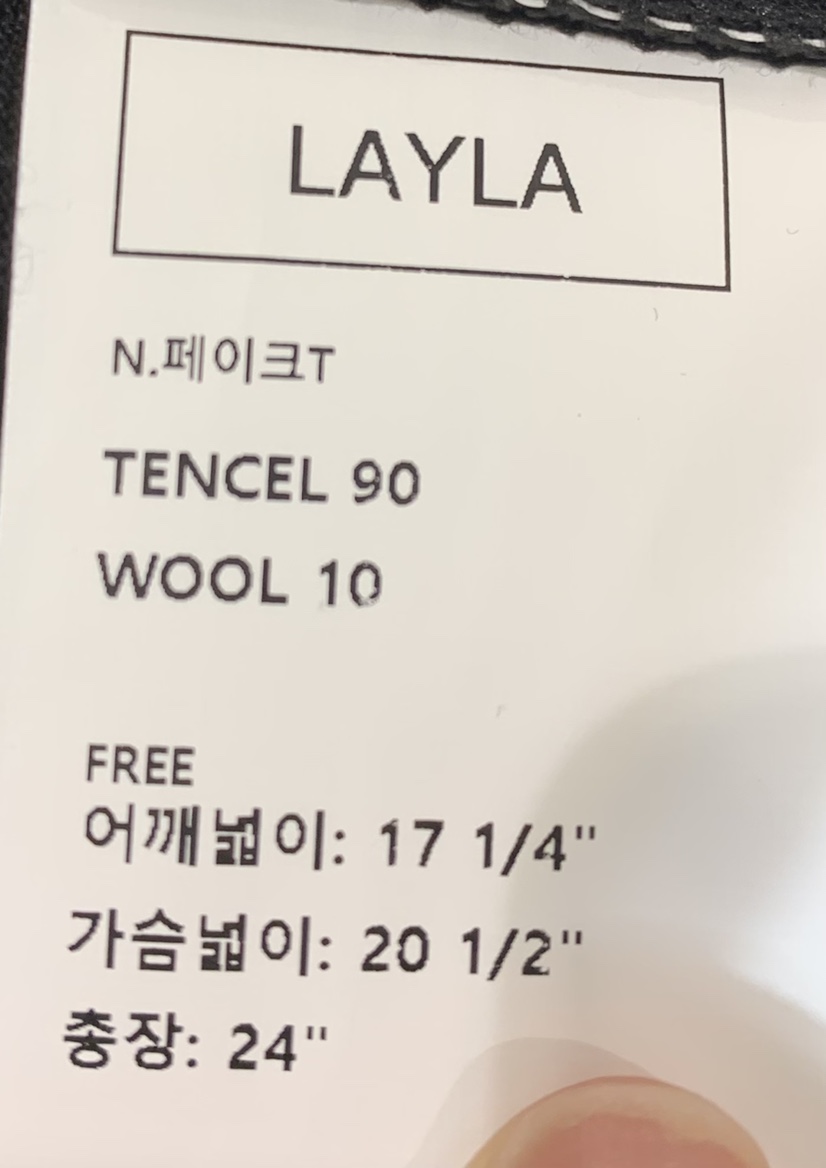 LAYLA
N.페이크T
TENCEL 90
WOOL 10
FREE
어깨넓이: 17 1/4"
가슴넓이: 20 1/2"
총장: 24"